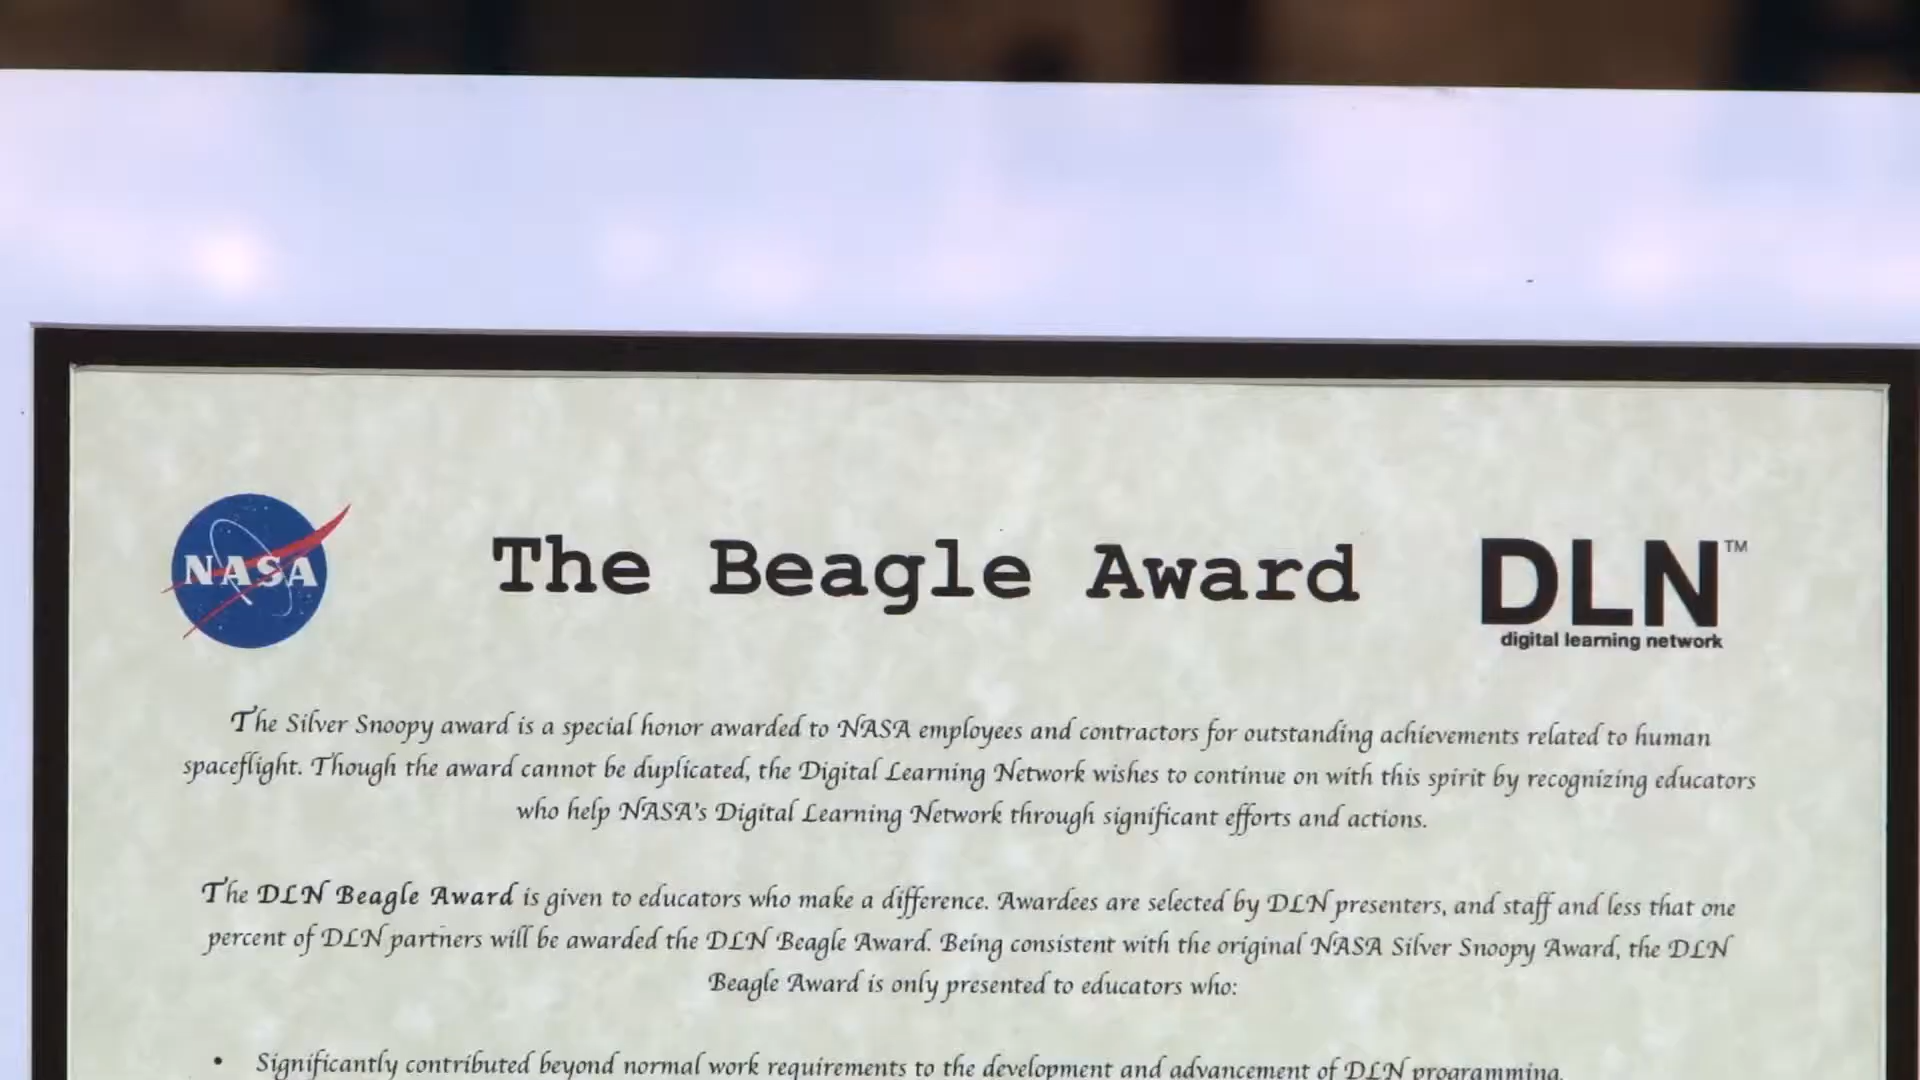 NASA
The Beagle Award
DLN™
digital learning network
The Silver Snoopy award is a special honor awarded to NASA employees and contractors for outstanding achievements related to human
spaceflight. Though the award cannot be duplicated, the Digital Learning Network wishes to continue on with this spirit by recognizing educators
who help NASA's Digital Learning Network through significant efforts and actions.
The DLN Beagle Award is given to educators who make a difference. Awardees are selected by DLN presenters, and staff and less that one
percent of DLN partners will be awarded the DLN Beagle Award. Being consistent with the original NASA Silver Snoopy Award, the DLN
Beagle Award is only presented to educators who:
• Significantly contributed beyond normal work requirements to the development and advancement of DLN programming.